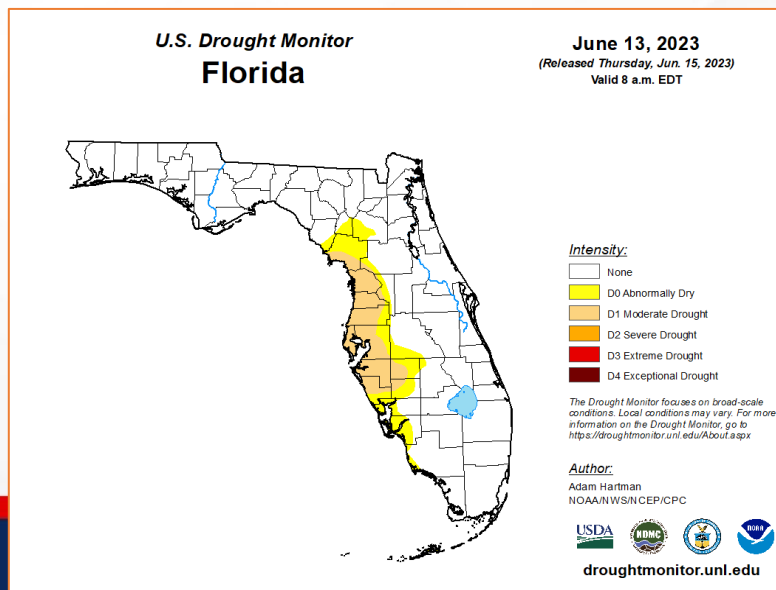 U.S. Drought Monitor
Florida
June 13, 2023
(Released Thursday, Jun. 15, 2023)
Valid 8 a.m. EDT
Intensity:
None
D0 Abnormally Dry
D1 Moderate Drought
D2 Severe Drought
D3 Extreme Drought
D4 Exceptional Drought
The Drought Monitor focuses on broad-scale
conditions. Local conditions may vary. For more
information on the Drought Monitor, go to
https://droughtmonitor.unl.edu/About.aspx
Author:
Adam Hartman
NOAA/NWS/NCEP/CPC
USDA
NDMC
NOAA
droughtmonitor.unl.edu